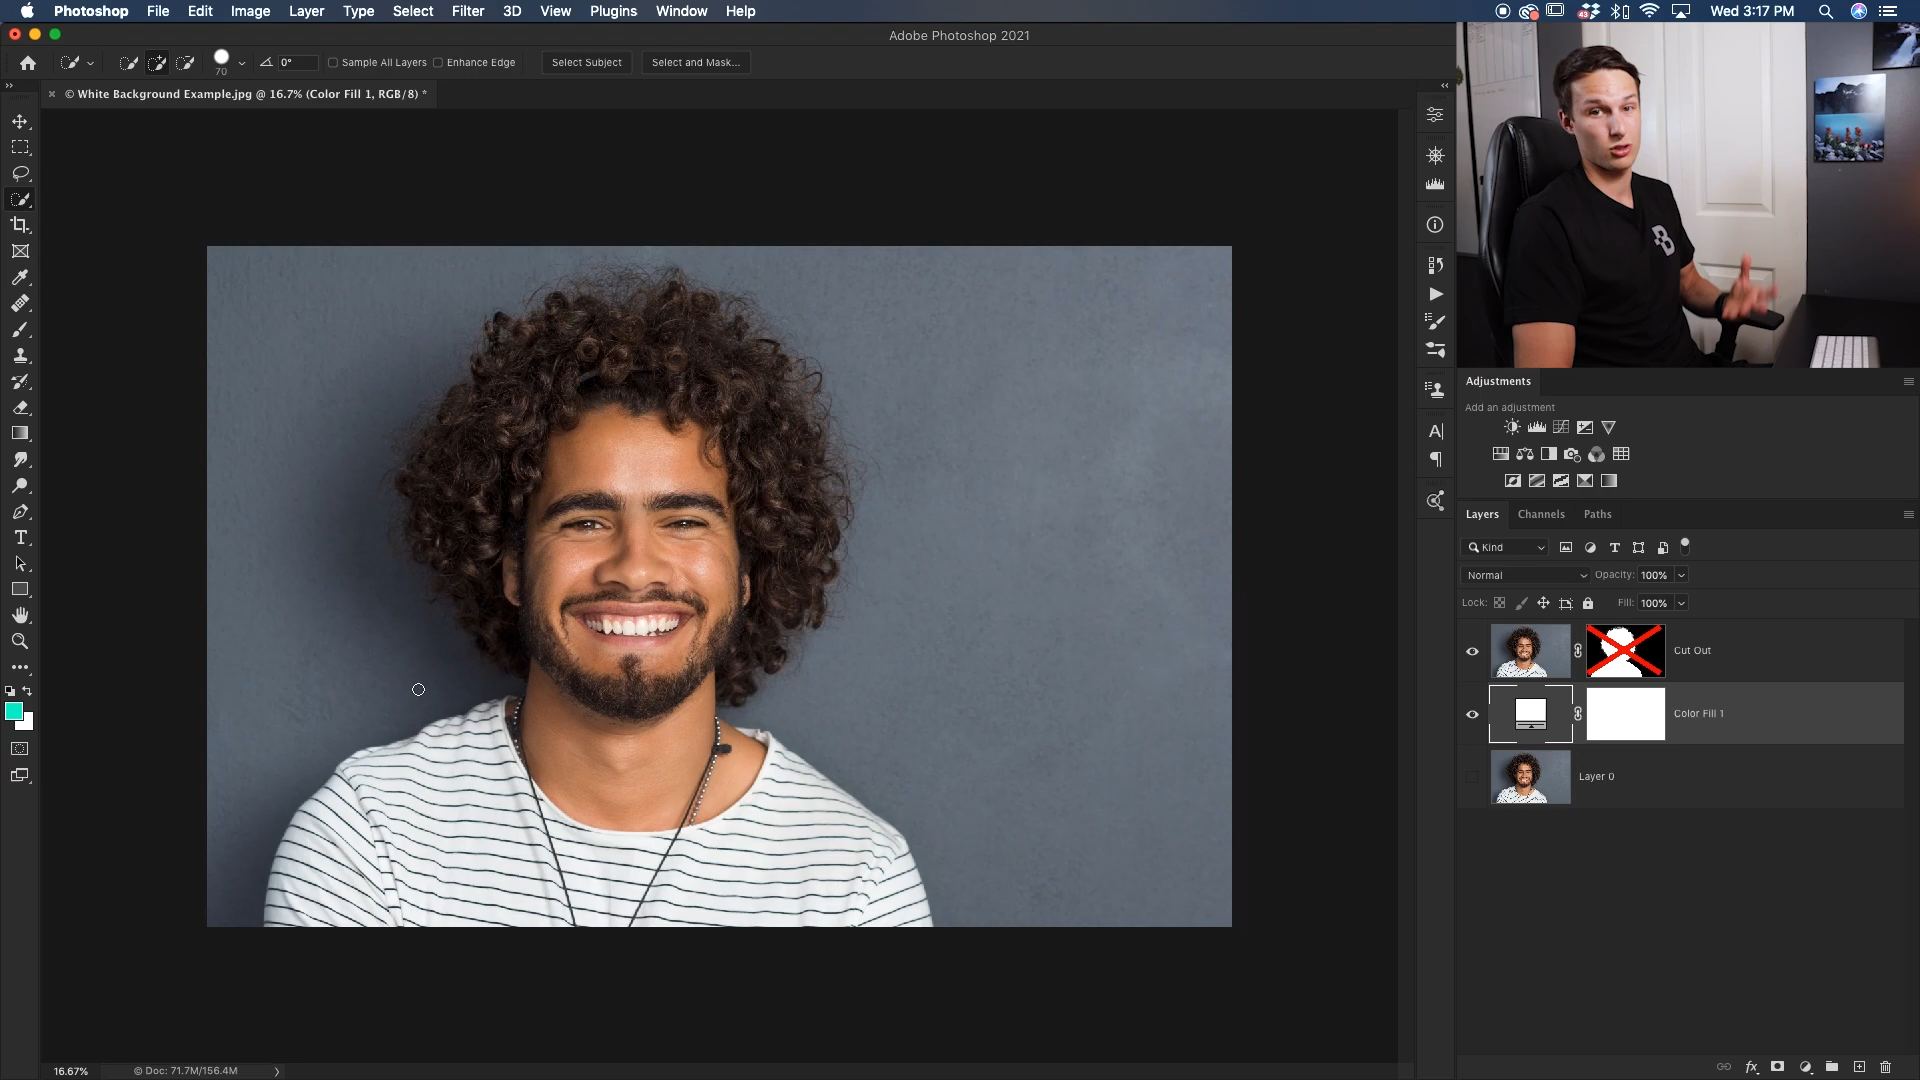 Photoshop File Edit Image Layer Type Select Filter 3D View Plugins Window Help
43
Wed 3:17 PM
Adobe Photoshop 2021
70
0°
Sample All Layers
Enhance Edge
Select Subject
Select and Mask...
© White Background Example.jpg @ 16.7% (Color Fill 1, RGB/8) *
B
Adjustments
Add an adjustment
Layers Channels Paths
Kind
Normal
Opacity: 100%
Lock:
Fill: 100%
Cut Out
Color Fill 1
Layer 0
16.67%
© Doc: 71.7M/156.4M
fx